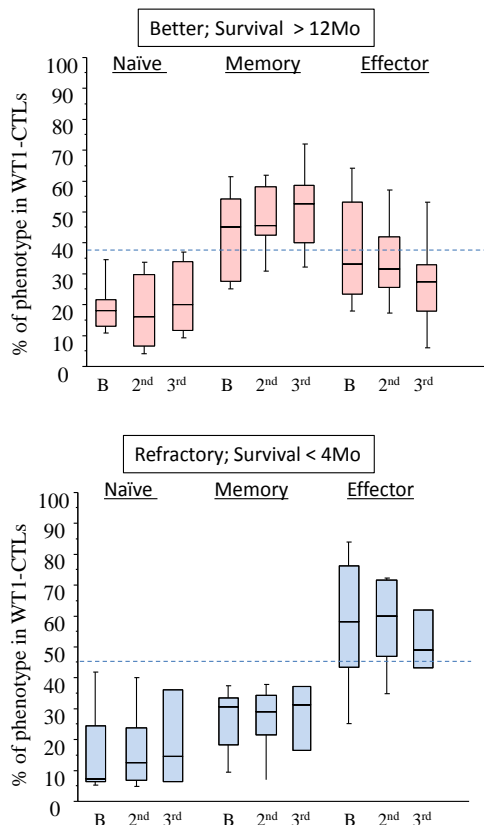 Better; Survival > 12Mo
Naïve Memory Effector
% of phenotype in WT1-CTLs
100
90
80
70
60
50
40
30
20
10
0
B 2nd 3rd B 2nd 3rd B 2nd 3rd
Refractory; Survival < 4Mo
Naïve Memory Effector
% of phenotype in WT1-CTLs
100
90
80
70
60
50
40
30
20
10
0
B 2nd 3rd B 2nd 3rd B 2nd 3rd